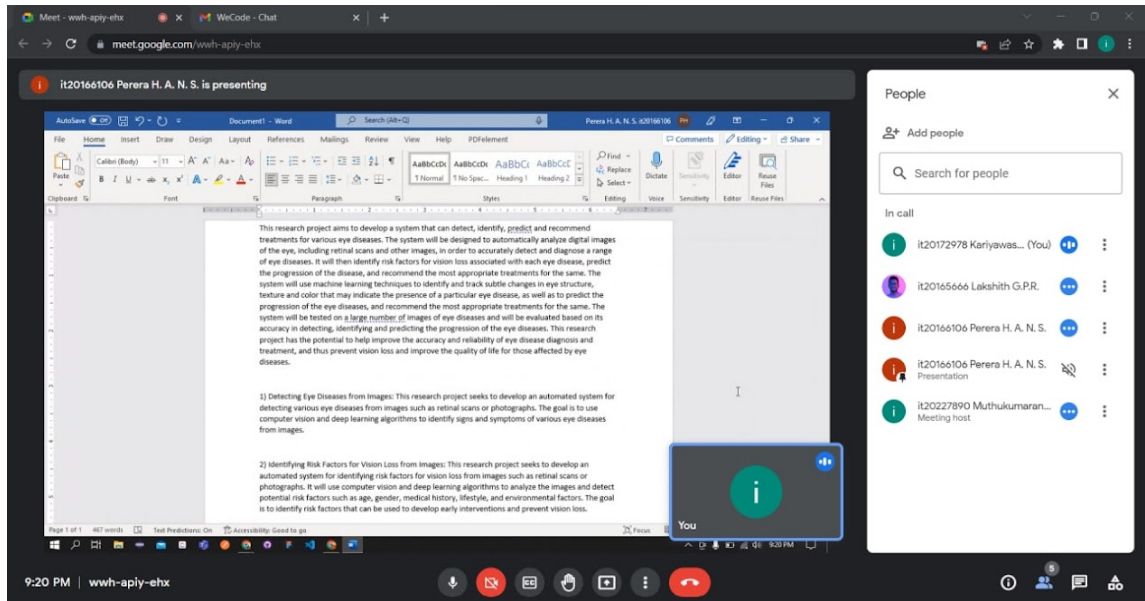 Meet - wwh-apiy-ehx
WeCode - Chat
meet.google.com/wwh-apiy-ehx
i
i
it20166106 Perera H. A. N. S. is presenting
AutoSave Off
Document1 - Word
Search (Alt+Q)
Perera H. A. N. S. it20166106
PH
File Home Insert Draw Design Layout References Mailings Review View Help PDFelement
Comments Editing Share
Paste
Calibri (Body) 11 A A Aa
B I U ab x, x² A A
AaBbCcDc AaBbCcDc AaBbCc AaBbCcC
¶ Normal ¶ No Spac... Heading 1 Heading 2
Find
Replace
Select
Dictate
Sensitivity
Editor
Reuse
Files
Clipboard Font Paragraph Styles Editing Voice Sensitivity Editor Reuse Files
This research project aims to develop a system that can detect, identify, predict and recommend
treatments for various eye diseases. The system will be designed to automatically analyze digital images
of the eye, including retinal scans and other images, in order to accurately detect and diagnose a range
of eye diseases. It will then identify risk factors for vision loss associated with each eye disease, predict
the progression of the disease, and recommend the most appropriate treatments for the same. The
system will use machine learning techniques to identify and track subtle changes in eye structure,
texture and color that may indicate the presence of a particular eye disease, as well as to predict the
progression of the eye diseases, and recommend the most appropriate treatments for the same. The
system will be tested on a large number of images of eye diseases and will be evaluated based on its
accuracy in detecting, identifying and predicting the progression of the eye diseases. This research
project has the potential to help improve the accuracy and reliability of eye disease diagnosis and
treatment, and thus prevent vision loss and improve the quality of life for those affected by eye
diseases.
1) Detecting Eye Diseases from Images: This research project seeks to develop an automated system for
detecting various eye diseases from images such as retinal scans or photographs. The goal is to use
computer vision and deep learning algorithms to identify signs and symptoms of various eye diseases
from images.
2) Identifying Risk Factors for Vision Loss from Images: This research project seeks to develop an
automated system for identifying risk factors for vision loss from images such as retinal scans or
photographs. It will use computer vision and deep learning algorithms to analyze the images and detect
potential risk factors such as age, gender, medical history, lifestyle, and environmental factors. The goal
is to identify risk factors that can be used to develop early interventions and prevent vision loss.
Page 1 of 1 467 words Text Predictions: On Accessibility: Good to go
Focus
9:20 PM
i
You
People
Add people
Search for people
In call
i
it20172978 Kariyawas... (You)
it20165666 Lakshith G.P.R.
i
it20166106 Perera H. A. N. S.
i
it20166106 Perera H. A. N. S.
Presentation
i
it20227890 Muthukumaran...
Meeting host
9:20 PM | wwh-apiy-ehx
CC
5